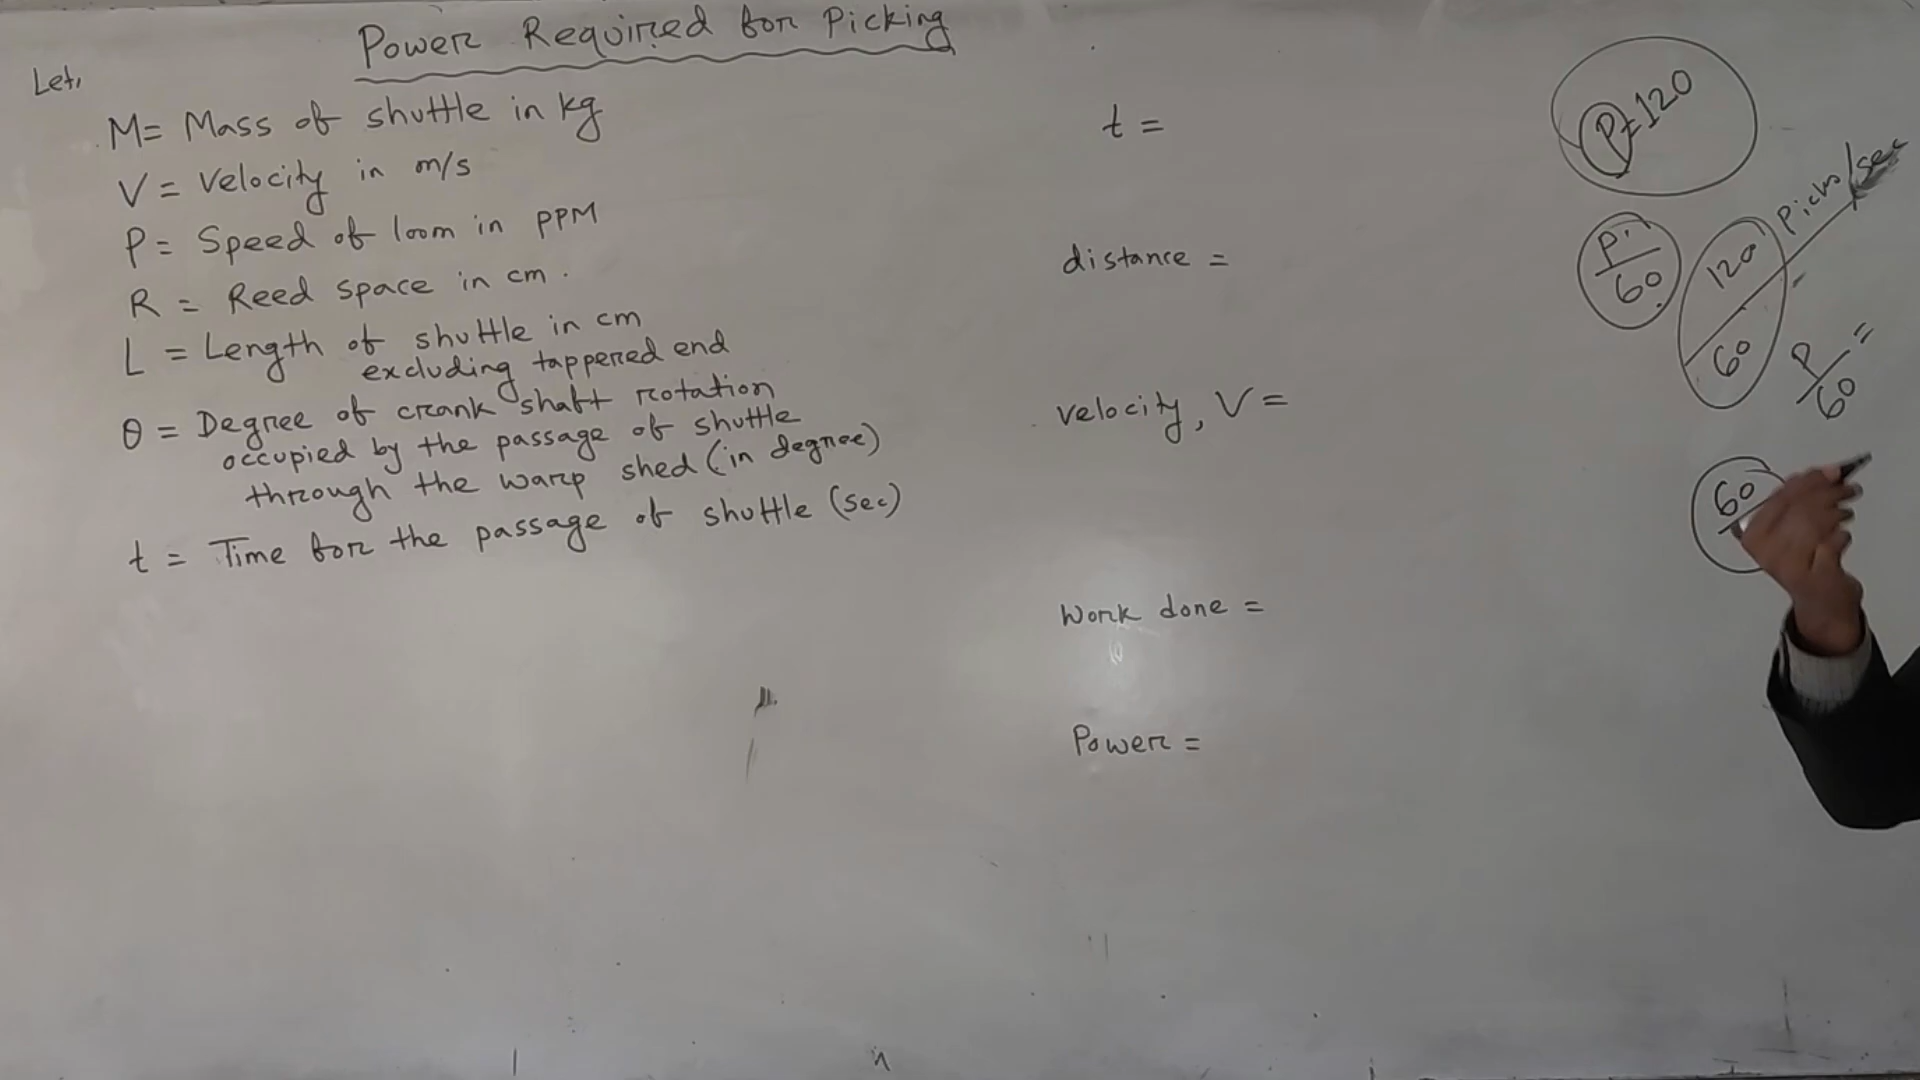 Power Required for Picking
Let,
M = Mass of shuttle in kg
V = Velocity in m/s
P = Speed of loom in PPM
R = Reed space in cm.
L = Length of shuttle in cm
excluding tappered end
θ = Degree of crank shaft rotation
occupied by the passage of shuttle
through the warp shed (in degree)
t = Time for the passage of shuttle (sec)
t =
distance =
velocity, V =
Work done =
Power =
P=120
P
60
120
60
Picks/sec
P
60
=
60